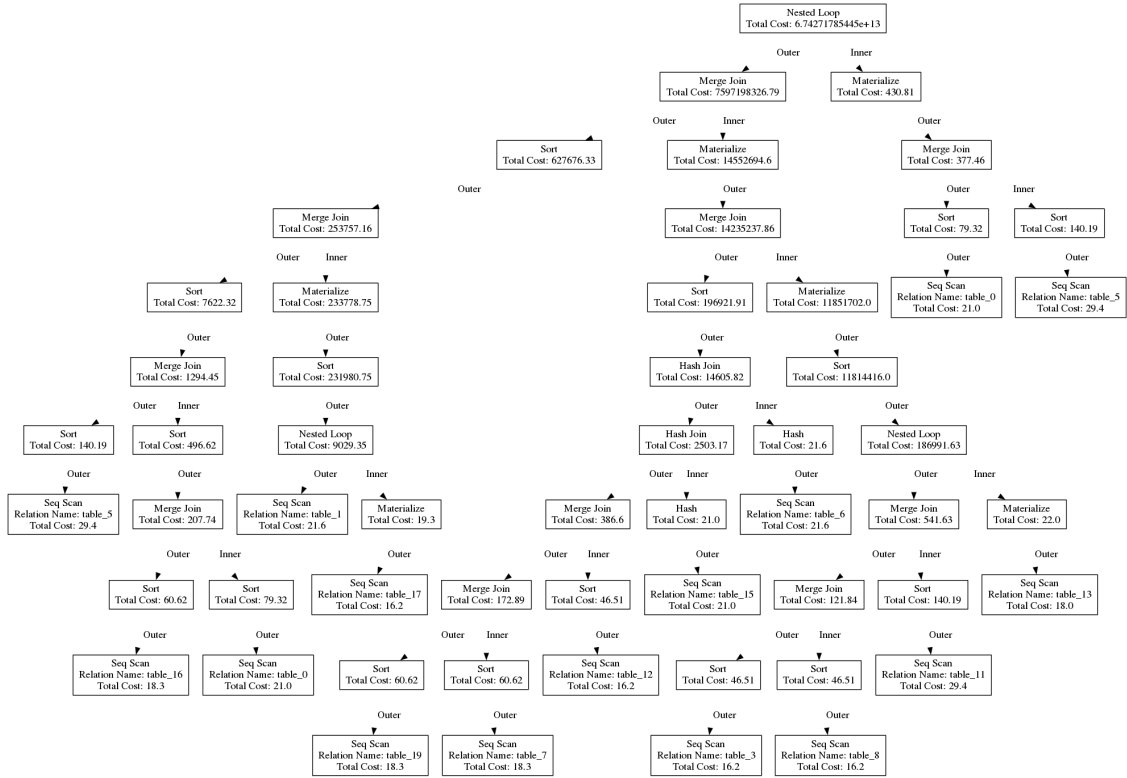 Nested Loop
Total Cost: 6.74271785445e+13
Outer
Inner
Merge Join
Total Cost: 7597198326.79
Materialize
Total Cost: 430.81
Outer
Inner
Outer
Sort
Total Cost: 627676.33
Materialize
Total Cost: 14552694.6
Merge Join
Total Cost: 377.46
Outer
Outer
Outer
Inner
Merge Join
Total Cost: 253757.16
Merge Join
Total Cost: 14235237.86
Sort
Total Cost: 79.32
Sort
Total Cost: 140.19
Outer
Inner
Outer
Inner
Outer
Outer
Sort
Total Cost: 7622.32
Materialize
Total Cost: 233778.75
Sort
Total Cost: 196921.91
Materialize
Total Cost: 11851702.0
Seq Scan
Relation Name: table_0
Total Cost: 21.0
Seq Scan
Relation Name: table_5
Total Cost: 29.4
Outer
Outer
Outer
Outer
Merge Join
Total Cost: 1294.45
Sort
Total Cost: 231980.75
Hash Join
Total Cost: 14605.82
Sort
Total Cost: 11814416.0
Outer
Inner
Outer
Outer
Inner
Outer
Sort
Total Cost: 140.19
Sort
Total Cost: 496.62
Nested Loop
Total Cost: 9029.35
Hash Join
Total Cost: 2503.17
Hash
Total Cost: 21.6
Nested Loop
Total Cost: 186991.63
Outer
Outer
Outer
Inner
Outer
Inner
Outer
Outer
Inner
Seq Scan
Relation Name: table_5
Total Cost: 29.4
Merge Join
Total Cost: 207.74
Seq Scan
Relation Name: table_1
Total Cost: 21.6
Materialize
Total Cost: 19.3
Merge Join
Total Cost: 386.6
Hash
Total Cost: 21.0
Seq Scan
Relation Name: table_6
Total Cost: 21.6
Merge Join
Total Cost: 541.63
Materialize
Total Cost: 22.0
Outer
Inner
Outer
Outer
Inner
Outer
Outer
Inner
Outer
Sort
Total Cost: 60.62
Sort
Total Cost: 79.32
Seq Scan
Relation Name: table_17
Total Cost: 16.2
Merge Join
Total Cost: 172.89
Sort
Total Cost: 46.51
Seq Scan
Relation Name: table_15
Total Cost: 21.0
Merge Join
Total Cost: 121.84
Sort
Total Cost: 140.19
Seq Scan
Relation Name: table_13
Total Cost: 18.0
Outer
Outer
Outer
Inner
Outer
Outer
Inner
Outer
Seq Scan
Relation Name: table_16
Total Cost: 18.3
Seq Scan
Relation Name: table_0
Total Cost: 21.0
Sort
Total Cost: 60.62
Sort
Total Cost: 60.62
Seq Scan
Relation Name: table_12
Total Cost: 16.2
Sort
Total Cost: 46.51
Sort
Total Cost: 46.51
Seq Scan
Relation Name: table_11
Total Cost: 29.4
Outer
Outer
Outer
Outer
Seq Scan
Relation Name: table_19
Total Cost: 18.3
Seq Scan
Relation Name: table_7
Total Cost: 18.3
Seq Scan
Relation Name: table_3
Total Cost: 16.2
Seq Scan
Relation Name: table_8
Total Cost: 16.2